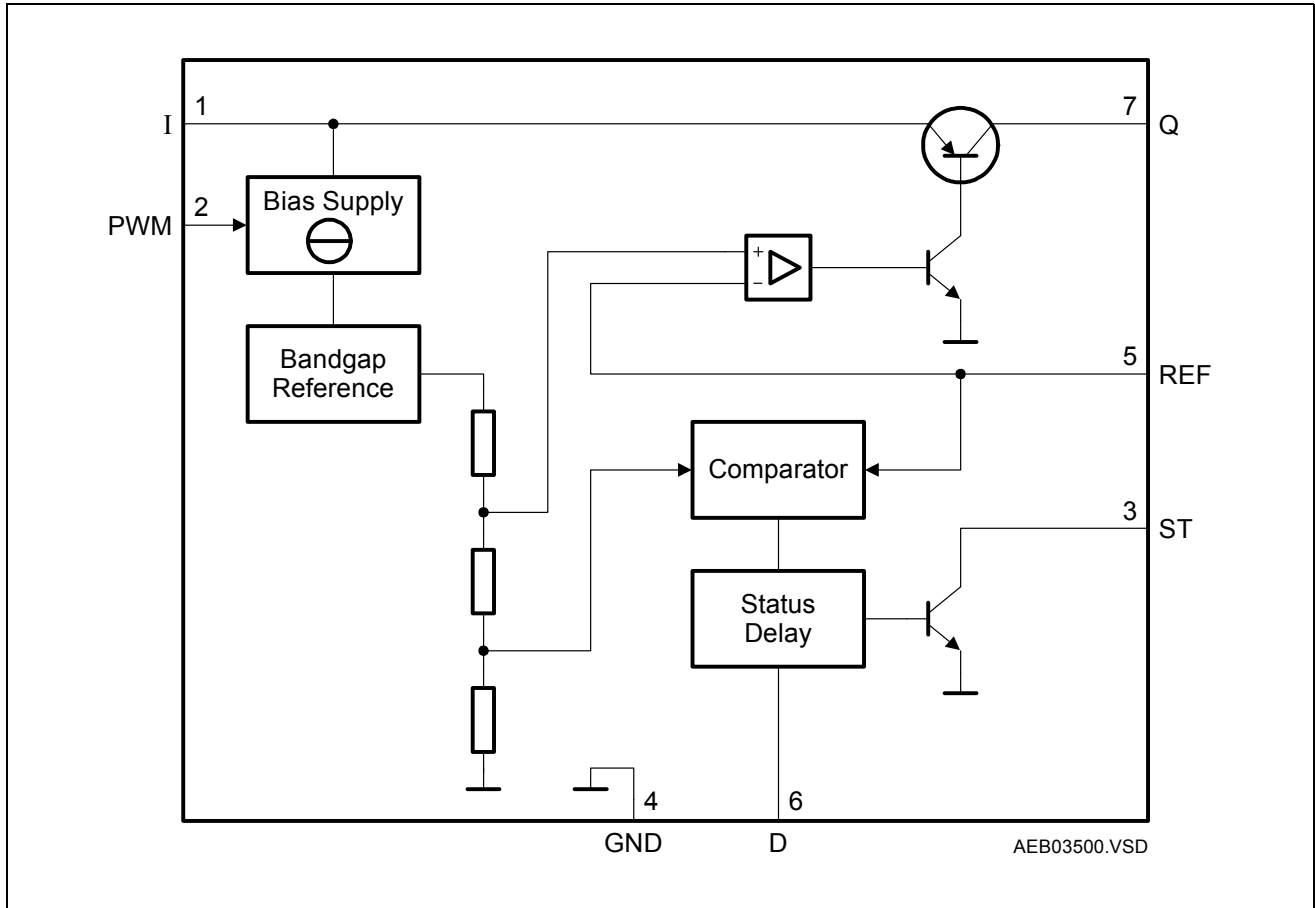 1
I
7
Q
2
PWM
Bias Supply
+
−
Bandgap
Reference
5
REF
Comparator
3
ST
Status
Delay
4
GND
6
D
AEB03500.VSD